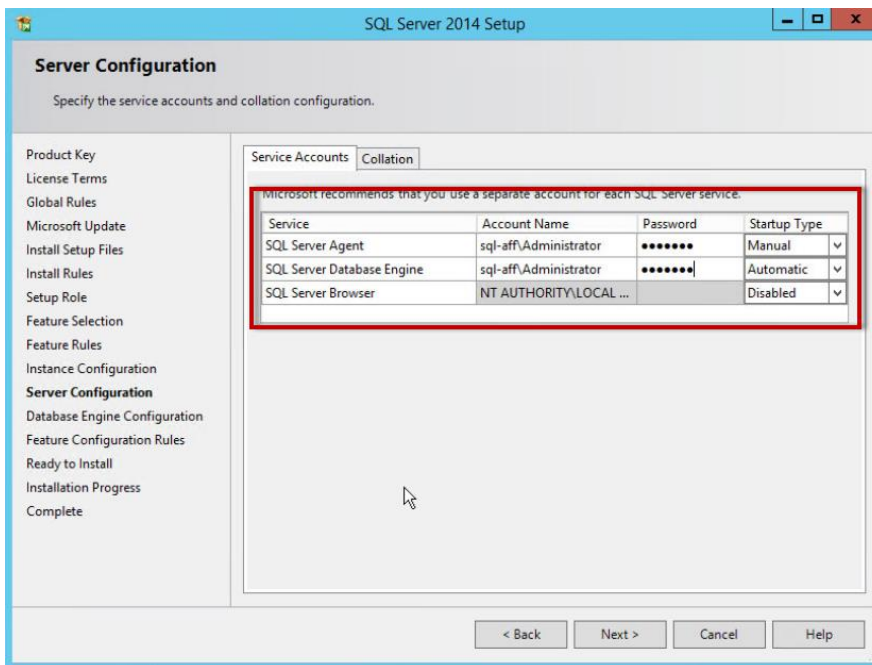 SQL Server 2014 Setup
Server Configuration
Specify the service accounts and collation configuration.
Product Key
License Terms
Global Rules
Microsoft Update
Install Setup Files
Install Rules
Setup Role
Feature Selection
Feature Rules
Instance Configuration
Server Configuration
Database Engine Configuration
Feature Configuration Rules
Ready to Install
Installation Progress
Complete
Service Accounts Collation
Microsoft recommends that you use a separate account for each SQL Server service.
Service Account Name Password Startup Type
SQL Server Agent sql-aff\Administrator ●●●●●●● Manual
SQL Server Database Engine sql-aff\Administrator ●●●●●●● Automatic
SQL Server Browser NT AUTHORITY\LOCAL ... Disabled
< Back Next > Cancel Help